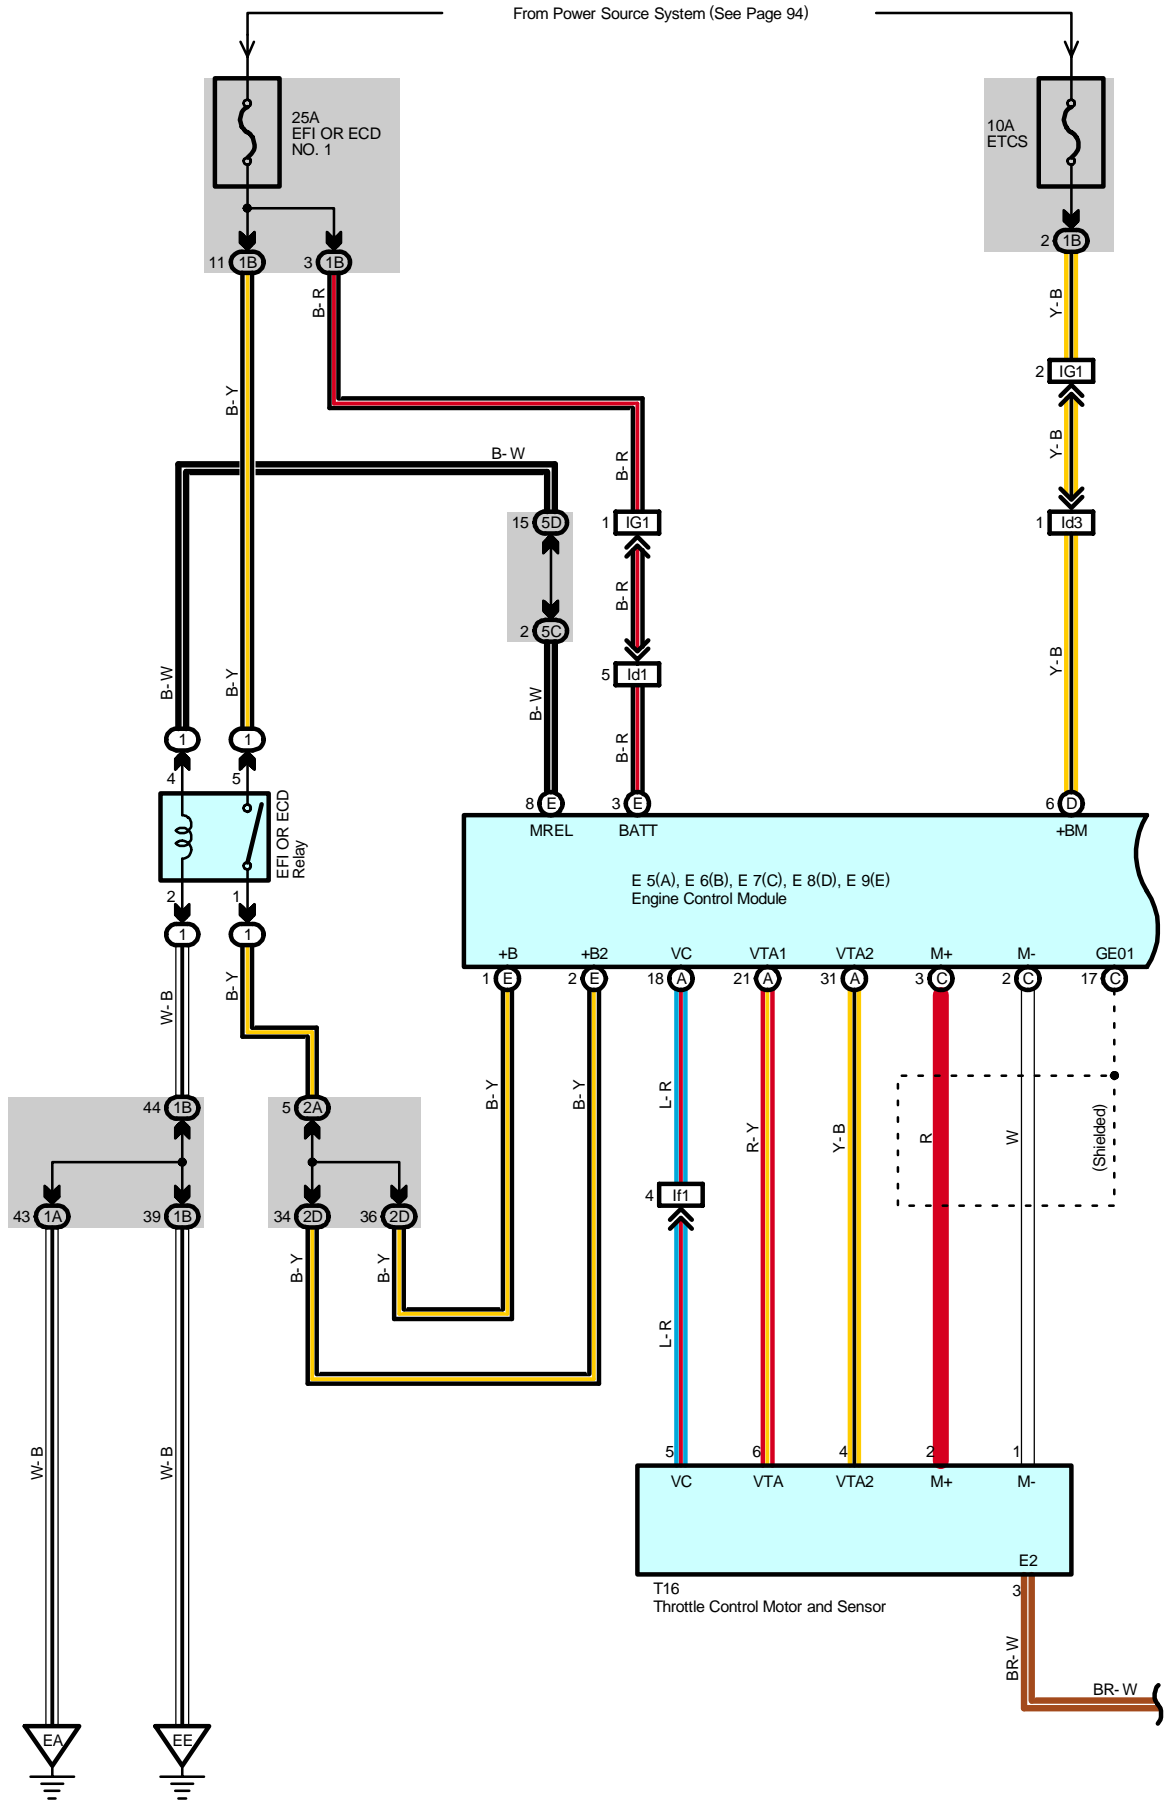 From Power Source System (See Page 94)
25A
EFI OR ECD
NO. 1
10A
ETCS
11 1B
3 1B
2 1B
B- R
Y- B
2 IG1
B- Y
B- W
B- R
Y- B
15 5D
1 IG1
1 Id3
B- R
2 5C
5 Id1
B- W
B- Y
B- W
B- R
Y- B
1
1
4
5
8 E
3 E
6 D
MREL
BATT
+BM
EFI OR ECD
Relay
E 5(A), E 6(B), E 7(C), E 8(D), E 9(E)
Engine Control Module
2
1
1
1
+B
+B2
VC
VTA1
VTA2
M+
M-
GE01
1 E
2 E
18 A
21 A
31 A
3 C
2 C
17 C
W- B
B- Y
B- Y
B- Y
L- R
R- Y
Y- B
R
W
(Shielded)
44 1B
5 2A
4 If1
43 1A
39 1B
34 2D
36 2D
B- Y
B- Y
L- R
W- B
W- B
5
6
4
2
1
VC
VTA
VTA2
M+
M-
E2
3
T16
Throttle Control Motor and Sensor
BR- W
BR- W
EA
EE